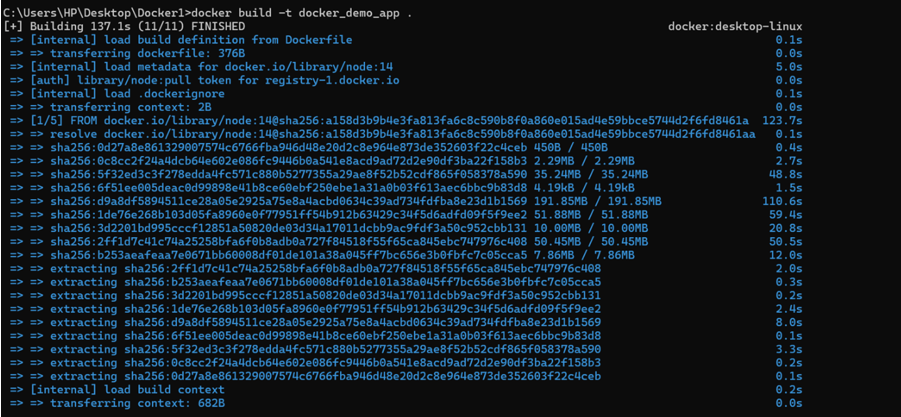 C:\Users\HP\Desktop\Docker1>docker build -t docker_demo_app .
[+] Building 137.1s (11/11) FINISHED docker:desktop-linux
=> [internal] load build definition from Dockerfile 0.1s
=> => transferring dockerfile: 376B 0.0s
=> [internal] load metadata for docker.io/library/node:14 5.0s
=> [auth] library/node:pull token for registry-1.docker.io 0.0s
=> [internal] load .dockerignore 0.1s
=> => transferring context: 2B 0.0s
=> [1/5] FROM docker.io/library/node:14@sha256:a158d3b9b4e3fa813fa6c8c590b8f0a860e015ad4e59bbce5744d2f6fd8461a 123.7s
=> => resolve docker.io/library/node:14@sha256:a158d3b9b4e3fa813fa6c8c590b8f0a860e015ad4e59bbce5744d2f6fd8461aa 0.1s
=> => sha256:0d27a8e861329007574c6766fba946d48e20d2c8e964e873de352603f22c4ceb 450B / 450B 0.4s
=> => sha256:0c8cc2f24a4dcb64e602e086fc9446b0a541e8acd9ad72d2e90df3ba22f158b3 2.29MB / 2.29MB 2.7s
=> => sha256:5f32ed3c3f278edda4fc571c880b5277355a29ae8f52b52cdf865f058378a590 35.24MB / 35.24MB 48.8s
=> => sha256:6f51ee005deac0d99898e41b8ce60ebf250ebe1a31a0b03f613aec6bbc9b83d8 4.19kB / 4.19kB 1.5s
=> => sha256:d9a8df5894511ce28a05e2925a75e8a4acbd0634c39ad734fdfba8e23d1b1569 191.85MB / 191.85MB 110.6s
=> => sha256:1de76e268b103d05fa8960e0f77951ff54b912b63429c34f5d6adfd09f5f9ee2 51.88MB / 51.88MB 59.4s
=> => sha256:3d2201bd995cccf12851a50820de03d34a17011dcbb9ac9fdf3a50c952cbb131 10.00MB / 10.00MB 20.8s
=> => sha256:2ff1d7c41c74a25258bfa6f0b8adb0a727f84518f55f65ca845ebc747976c408 50.45MB / 50.45MB 50.5s
=> => sha256:b253aeafeaa7e0671bb60008df01de101a38a045ff7bc656e3b0fbfc7c05cca5 7.86MB / 7.86MB 12.0s
=> => extracting sha256:2ff1d7c41c74a25258bfa6f0b8adb0a727f84518f55f65ca845ebc747976c408 2.0s
=> => extracting sha256:b253aeafeaa7e0671bb60008df01de101a38a045ff7bc656e3b0fbfc7c05cca5 0.3s
=> => extracting sha256:3d2201bd995cccf12851a50820de03d34a17011dcbb9ac9fdf3a50c952cbb131 0.2s
=> => extracting sha256:1de76e268b103d05fa8960e0f77951ff54b912b63429c34f5d6adfd09f5f9ee2 2.4s
=> => extracting sha256:d9a8df5894511ce28a05e2925a75e8a4acbd0634c39ad734fdfba8e23d1b1569 8.0s
=> => extracting sha256:6f51ee005deac0d99898e41b8ce60ebf250ebe1a31a0b03f613aec6bbc9b83d8 0.1s
=> => extracting sha256:5f32ed3c3f278edda4fc571c880b5277355a29ae8f52b52cdf865f058378a590 3.3s
=> => extracting sha256:0c8cc2f24a4dcb64e602e086fc9446b0a541e8acd9ad72d2e90df3ba22f158b3 0.2s
=> => extracting sha256:0d27a8e861329007574c6766fba946d48e20d2c8e964e873de352603f22c4ceb 0.1s
=> [internal] load build context 0.2s
=> => transferring context: 682B 0.0s